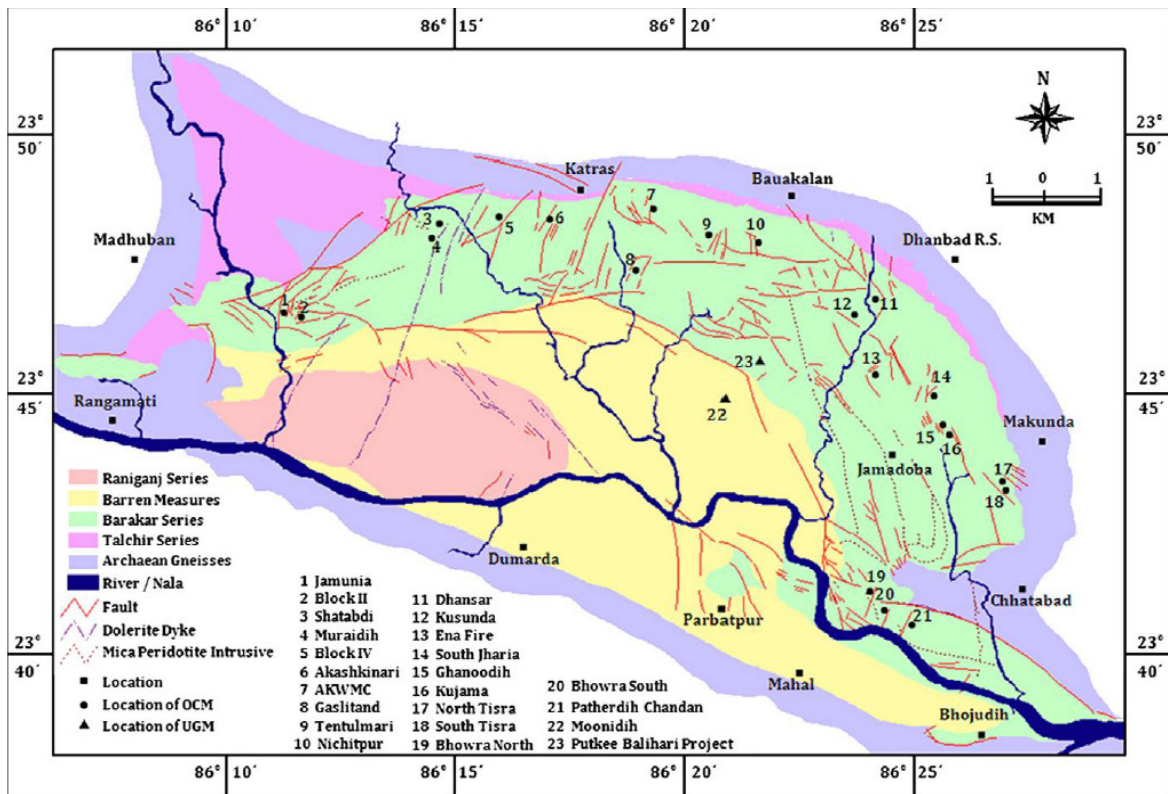 86° 10´ 86° 15´ 86° 20´ 86° 25´
N
23° 50´
23° 50´
1 0 1
KM
Katras
Bauakalan
Madhuban
Dhanbad R.S.
7
3
4
5
6
9
10
8
1
2
12
11
23
13
14
22
15
16
17
18
23° 45´
23° 45´
Rangamati
Makunda
Jamadoba
Dumarda
Parbatpur
19
20
21
Chhatabad
Mahal
Bhojudih
23° 40´
23° 40´
Raniganj Series
Barren Measures
Barakar Series
Talchir Series
Archaean Gneisses
River / Nala
Fault
Dolerite Dyke
Mica Peridotite Intrusive
Location
Location of OCM
Location of UGM
1 Jamunia
2 Block II
3 Shatabdi
4 Muraidih
5 Block IV
6 Akashkinari
7 AKWMC
8 Gaslitand
9 Tentulmari
10 Nichitpur
11 Dhansar
12 Kusunda
13 Ena Fire
14 South Jharia
15 Ghanoodih
16 Kujama
17 North Tisra
18 South Tisra
19 Bhowra North
20 Bhowra South
21 Patherdih Chandan
22 Moonidih
23 Putkee Balihari Project
86° 10´ 86° 15´ 86° 20´ 86° 25´